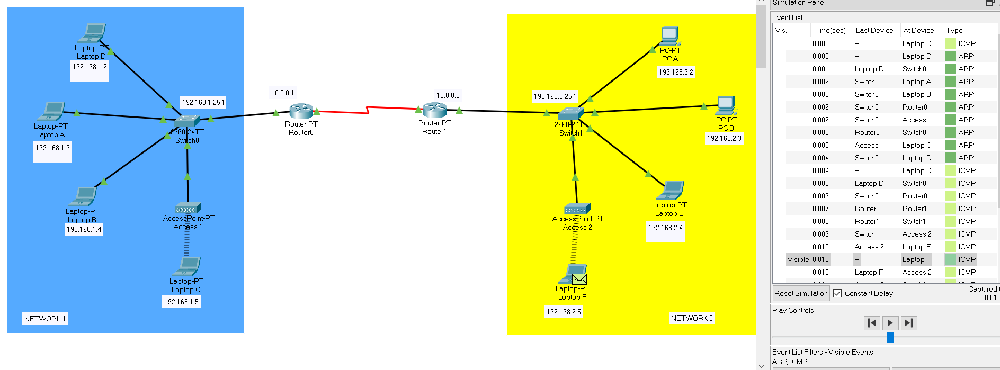 Laptop-PT
Laptop D
192.168.1.2
Laptop-PT
Laptop A
192.168.1.3
192.168.1.254
2960-24TT
Switch0
Laptop-PT
Laptop B
192.168.1.4
AccessPoint-PT
Access 1
Laptop-PT
Laptop C
192.168.1.5
NETWORK 1
10.0.0.1
Router-PT
Router0
10.0.0.2
Router-PT
Router1
PC-PT
PC A
192.168.2.2
192.168.2.254
2960-24TT
Switch1
PC-PT
PC B
192.168.2.3
Laptop-PT
Laptop E
192.168.2.4
AccessPoint-PT
Access 2
Laptop-PT
Laptop F
192.168.2.5
NETWORK 2
Simulation Panel
Event List
Vis. Time(sec) Last Device At Device Type
0.000 -- Laptop D ICMP
0.000 -- Laptop D ARP
0.001 Laptop D Switch0 ARP
0.002 Switch0 Laptop A ARP
0.002 Switch0 Laptop B ARP
0.002 Switch0 Router0 ARP
0.002 Switch0 Access 1 ARP
0.003 Router0 Switch0 ARP
0.003 Access 1 Laptop C ARP
0.004 Switch0 Laptop D ARP
0.004 -- Laptop D ICMP
0.005 Laptop D Switch0 ICMP
0.006 Switch0 Router0 ICMP
0.007 Router0 Router1 ICMP
0.008 Router1 Switch1 ICMP
0.009 Switch1 Access 2 ICMP
0.010 Access 2 Laptop F ICMP
Visible 0.012 -- Laptop F ICMP
0.013 Laptop F Access 2 ICMP
Reset Simulation Constant Delay Captured
0.018
Play Controls
Event List Filters - Visible Events
ARP, ICMP